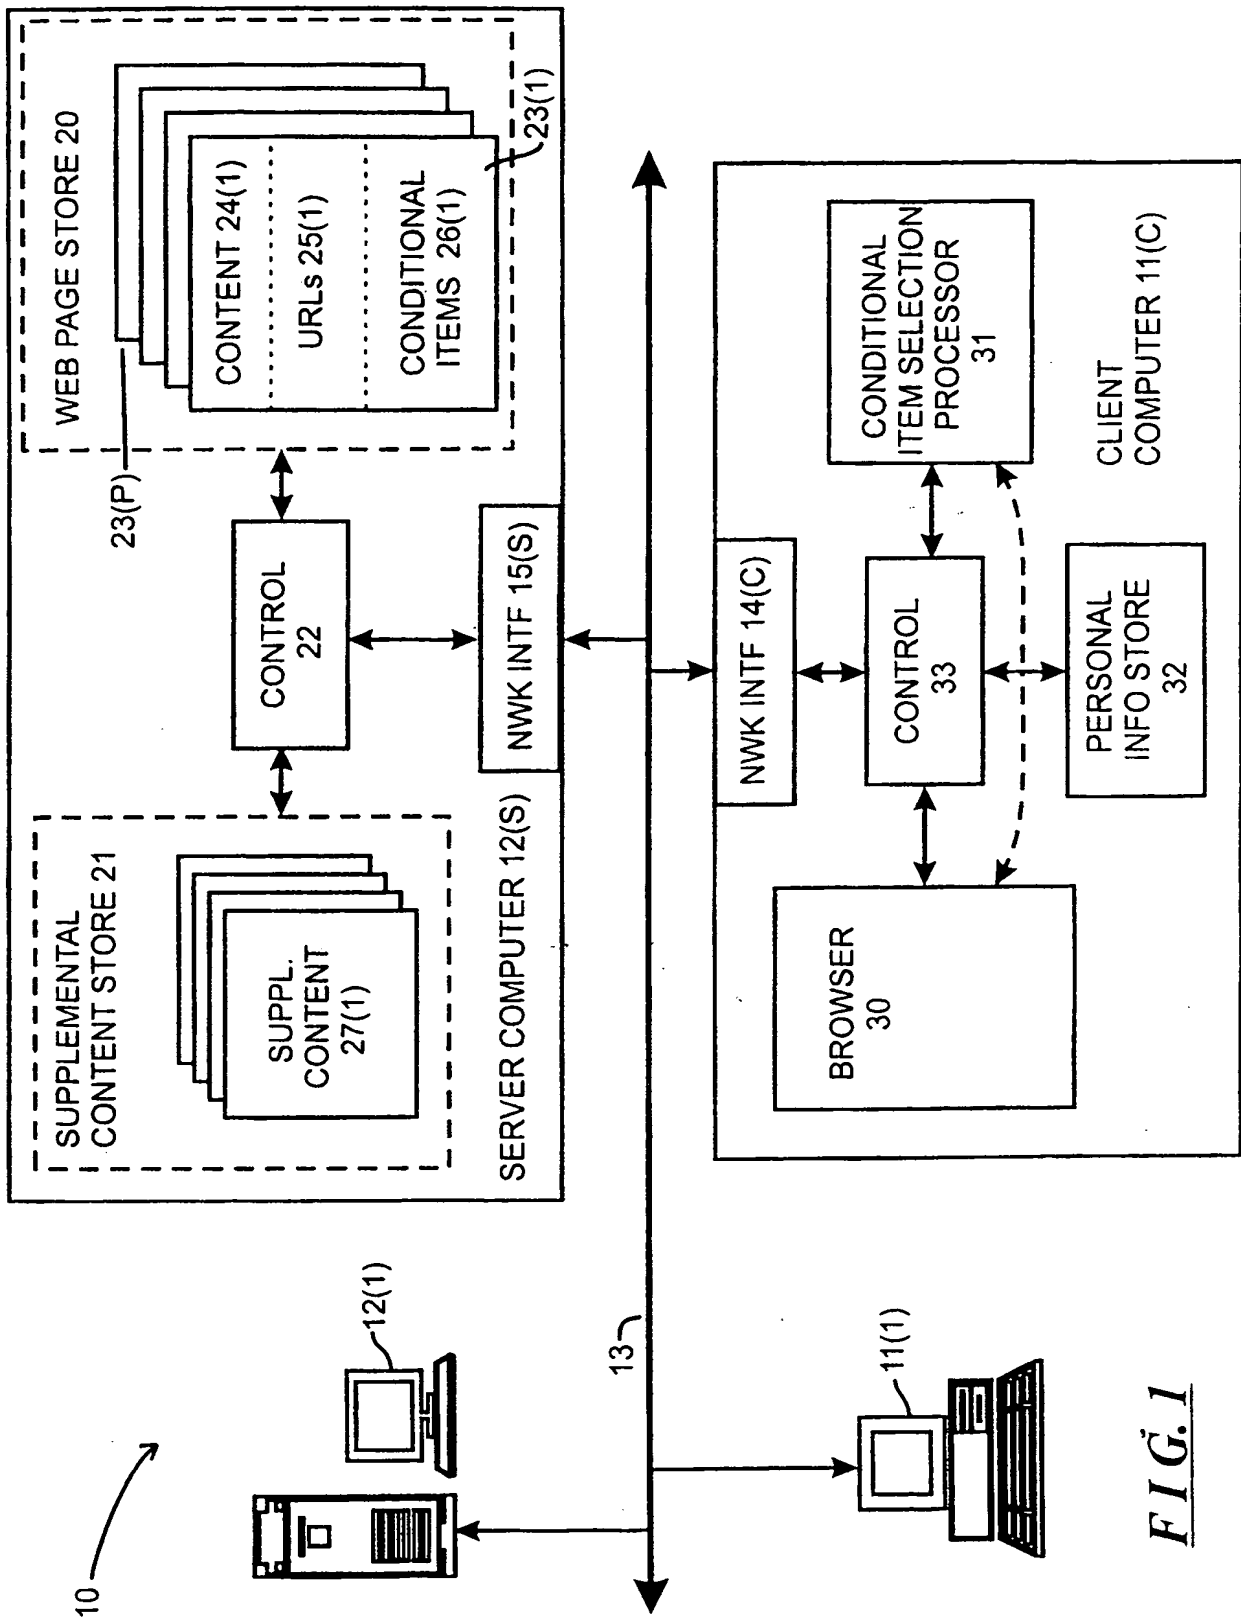 10
12(1)
SUPPLEMENTAL
CONTENT STORE 21
SUPPL.
CONTENT
27(1)
CONTROL
22
WEB PAGE STORE 20
23(P)
CONTENT 24(1)
URLs 25(1)
CONDITIONAL
ITEMS 26(1)
23(1)
SERVER COMPUTER 12(S)
NWK INTF 15(S)
13
11(1)
NWK INTF 14(C)
BROWSER
30
CONTROL
33
CONDITIONAL
ITEM SELECTION
PROCESSOR
31
PERSONAL
INFO STORE
32
CLIENT
COMPUTER 11(C)
FIG. 1